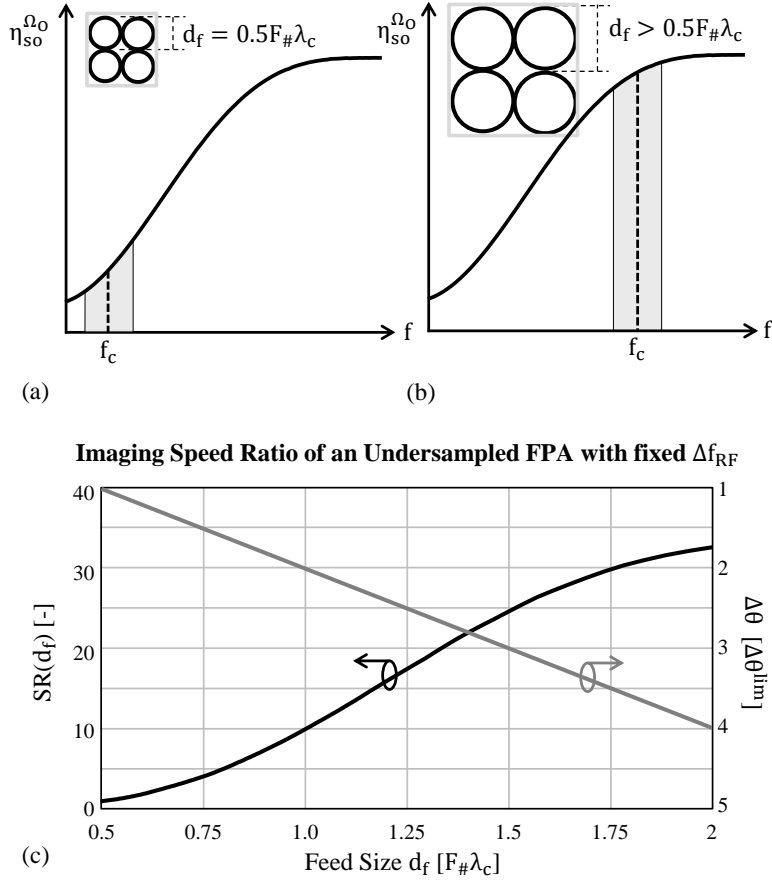 η_so^Ω_O
d_f = 0.5F_#λ_c
f_c
f
(a)
η_so^Ω_O
d_f > 0.5F_#λ_c
f_c
f
(b)
Imaging Speed Ratio of an Undersampled FPA with fixed Δf_RF
40
30
20
10
0
SR(d_f) [-]
1
2
3
4
5
Δθ [Δθ^lim]
0.5
0.75
1.0
1.25
1.5
1.75
2
Feed Size d_f [F_#λ_c]
(c)